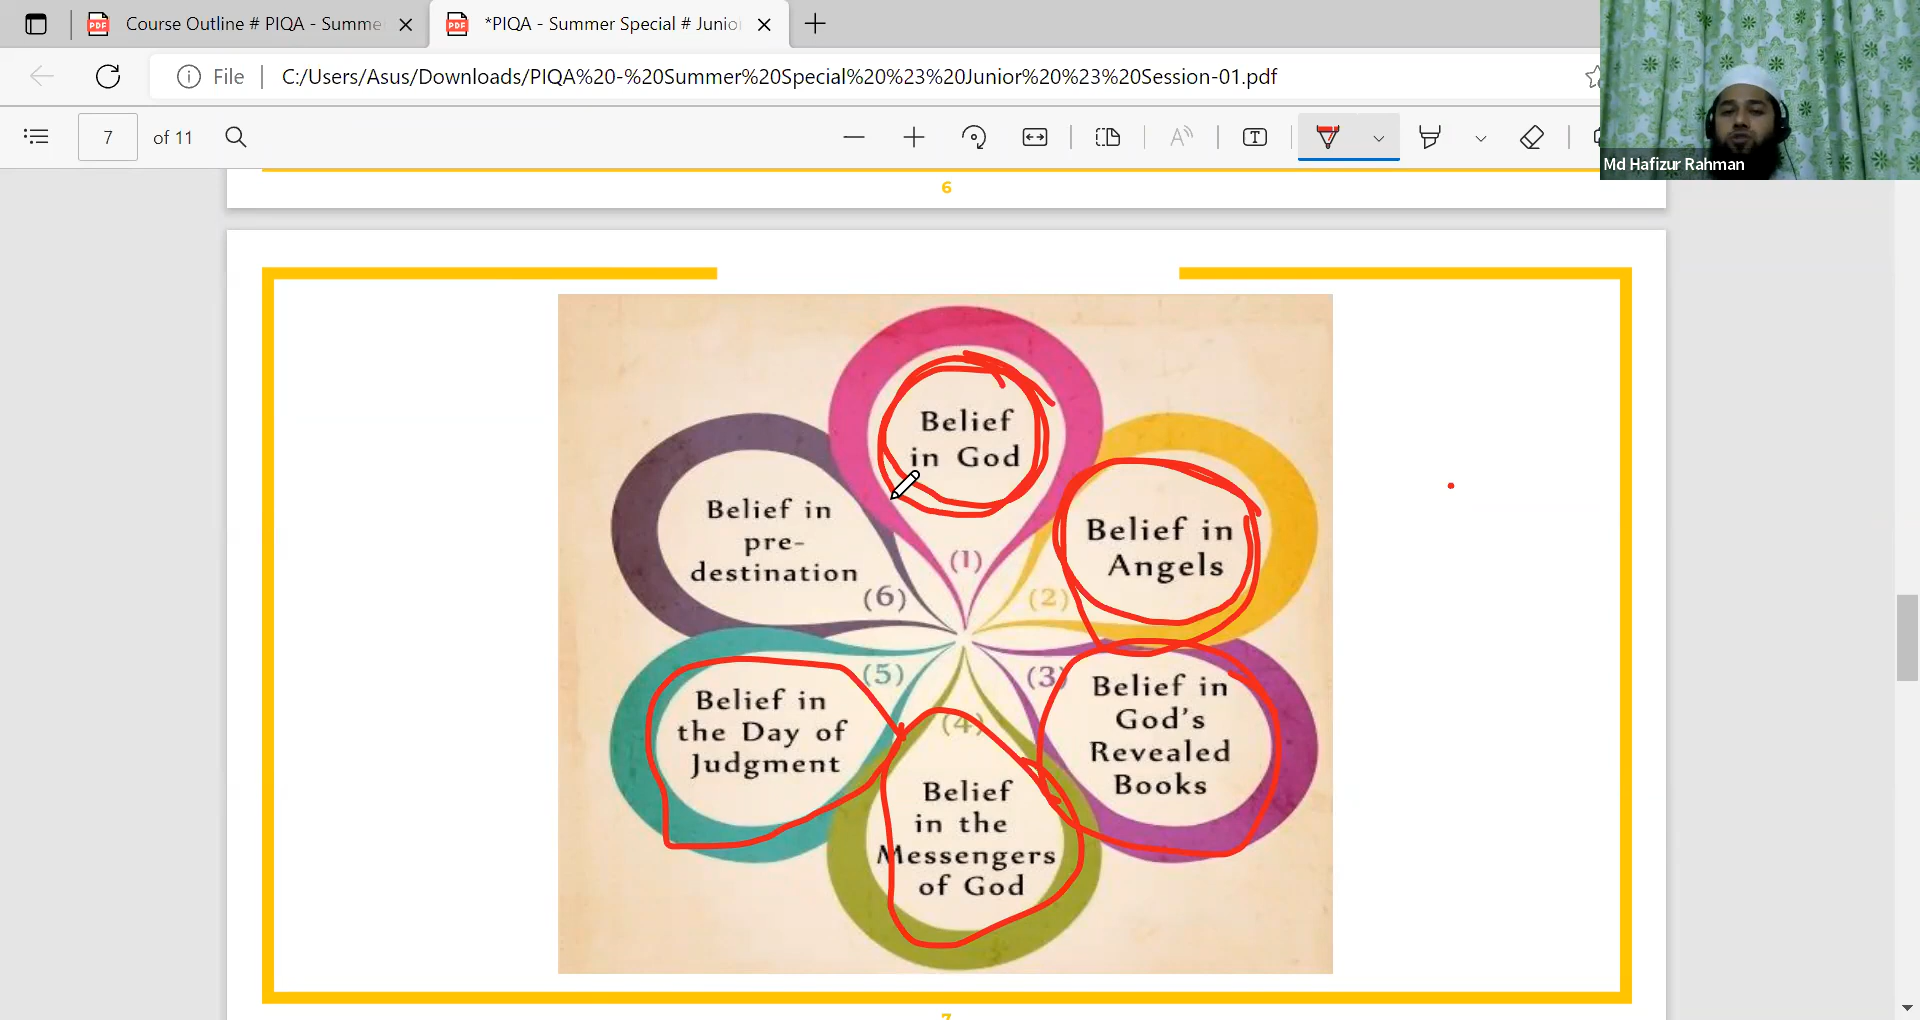 Course Outline # PIQA - Summe
*PIQA - Summer Special # Junio
File
C:/Users/Asus/Downloads/PIQA%20-%20Summer%20Special%20%23%20Junior%20%23%20Session-01.pdf
7 of 11
Md Hafizur Rahman
6
Belief
in God
(1)
Belief in
Angels
(2)
(3)
Belief in
God's
Revealed
Books
(4)
Belief
in the
Messengers
of God
(5)
Belief in
the Day of
Judgment
Belief in
pre-
destination
(6)
7